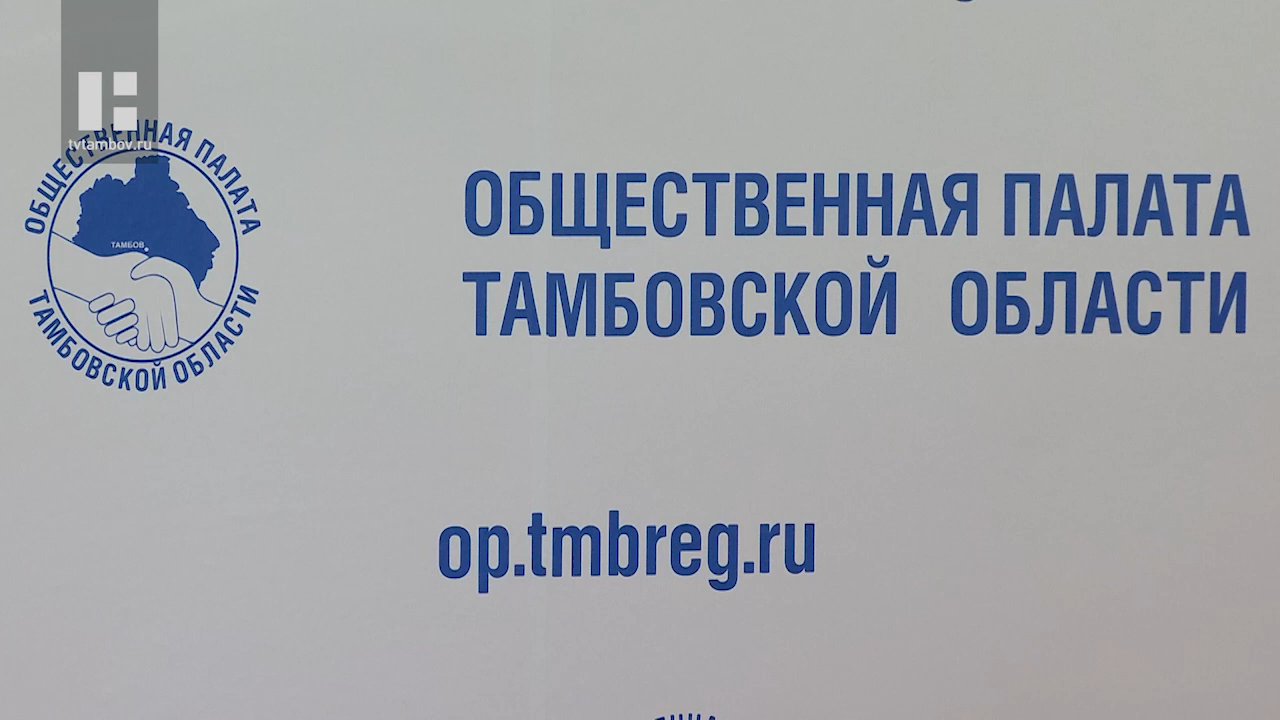 tvtambov.ru
ОБЩЕСТВЕННАЯ ПАЛАТА
ТАМБОВ
ТАМБОВСКОЙ ОБЛАСТИ
ОБЩЕСТВЕННАЯ ПАЛАТА
ТАМБОВСКОЙ ОБЛАСТИ
op.tmbreg.ru